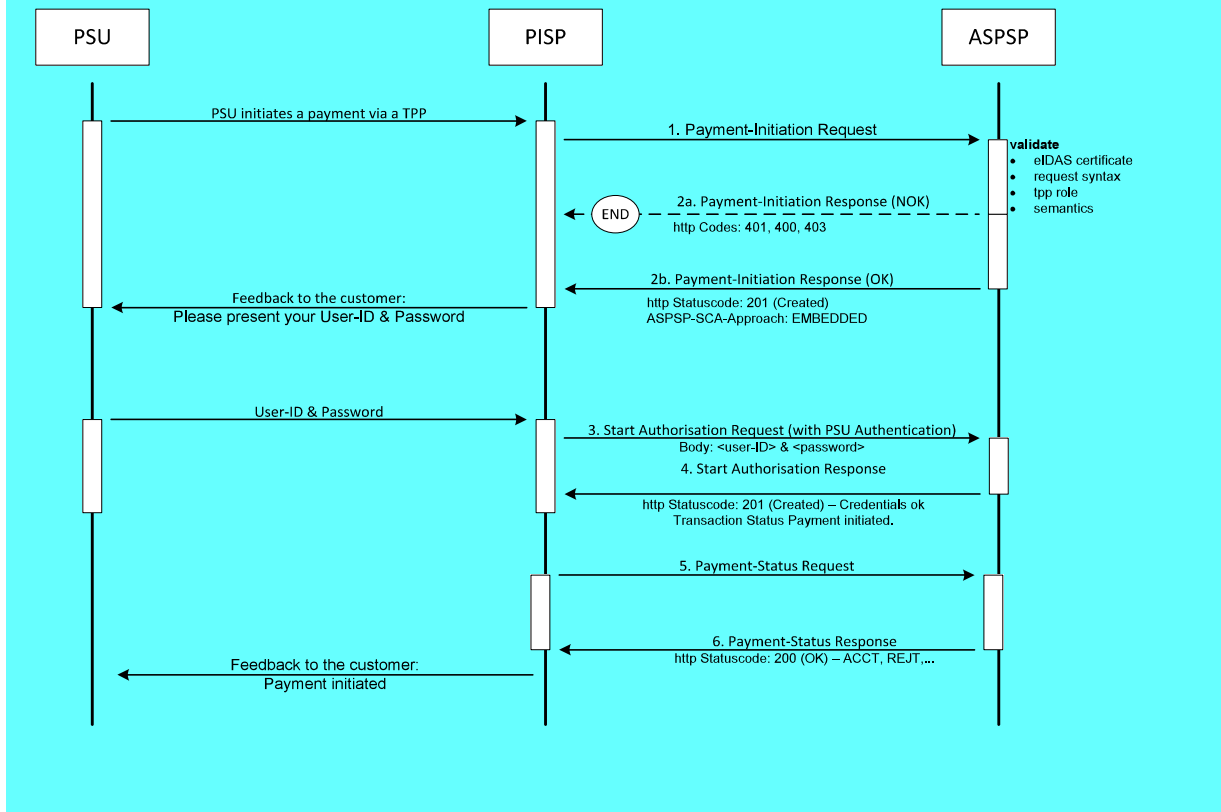 PSU
PISP
ASPSP
PSU initiates a payment via a TPP
1. Payment-Initiation Request
validate
• eIDAS certificate
• request syntax
• tpp role
• semantics
2a. Payment-Initiation Response (NOK)
END
http Codes: 401, 400, 403
2b. Payment-Initiation Response (OK)
http Statuscode: 201 (Created)
ASPSP-SCA-Approach: EMBEDDED
Feedback to the customer:
Please present your User-ID & Password
User-ID & Password
3. Start Authorisation Request (with PSU Authentication)
Body: <user-ID> & <password>
4. Start Authorisation Response
http Statuscode: 201 (Created) – Credentials ok
Transaction Status Payment initiated.
5. Payment-Status Request
6. Payment-Status Response
http Statuscode: 200 (OK) – ACCT, REJT,...
Feedback to the customer:
Payment initiated